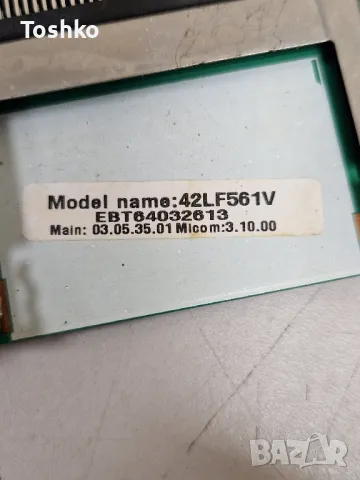 Toshko
Model name:42LF561V
EBT64032613
Main: 03.05.35.01 Micom:3.10.00
BAZAR